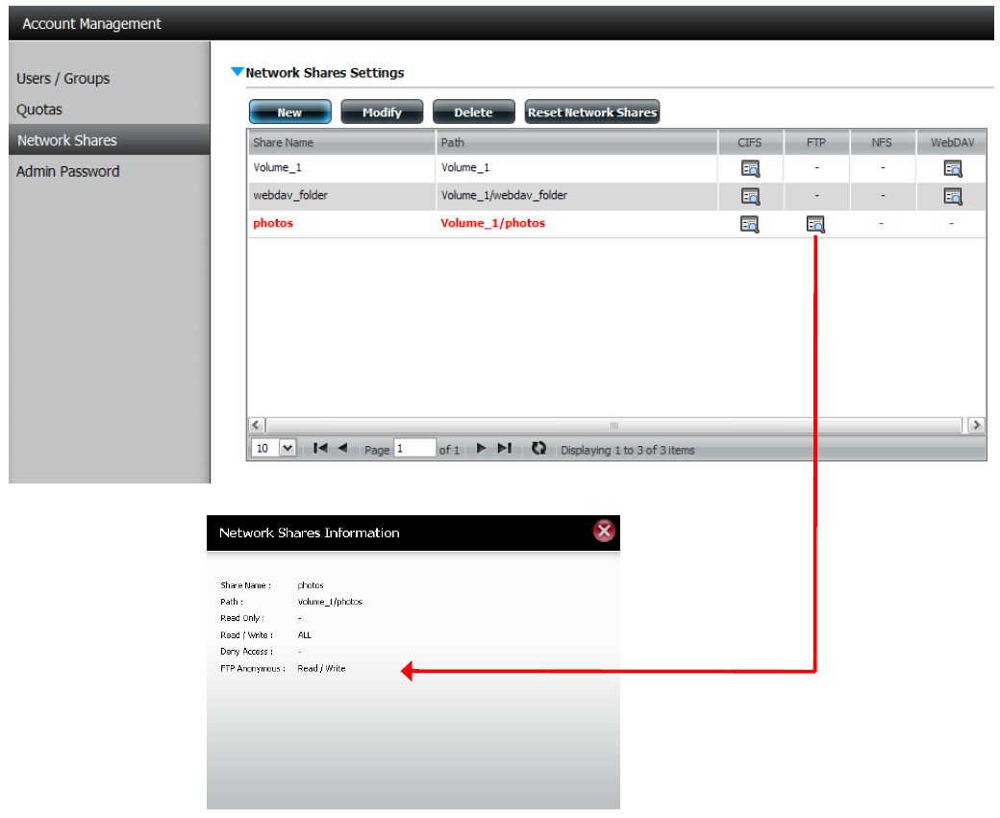 Account Management
Users / Groups
Quotas
Network Shares
Admin Password
Network Shares Settings
New Modify Delete Reset Network Shares
Share Name Path CIFS FTP NFS WebDAV
Volume_1 Volume_1 - -
webdav_folder Volume_1/webdav_folder - -
photos Volume_1/photos - -
10 Page 1 of 1 Displaying 1 to 3 of 3 items
Network Shares Information
Share Name : photos
Path : Volume_1/photos
Read Only : -
Read / Write : ALL
Deny Access : -
FTP Anonymous : Read / Write